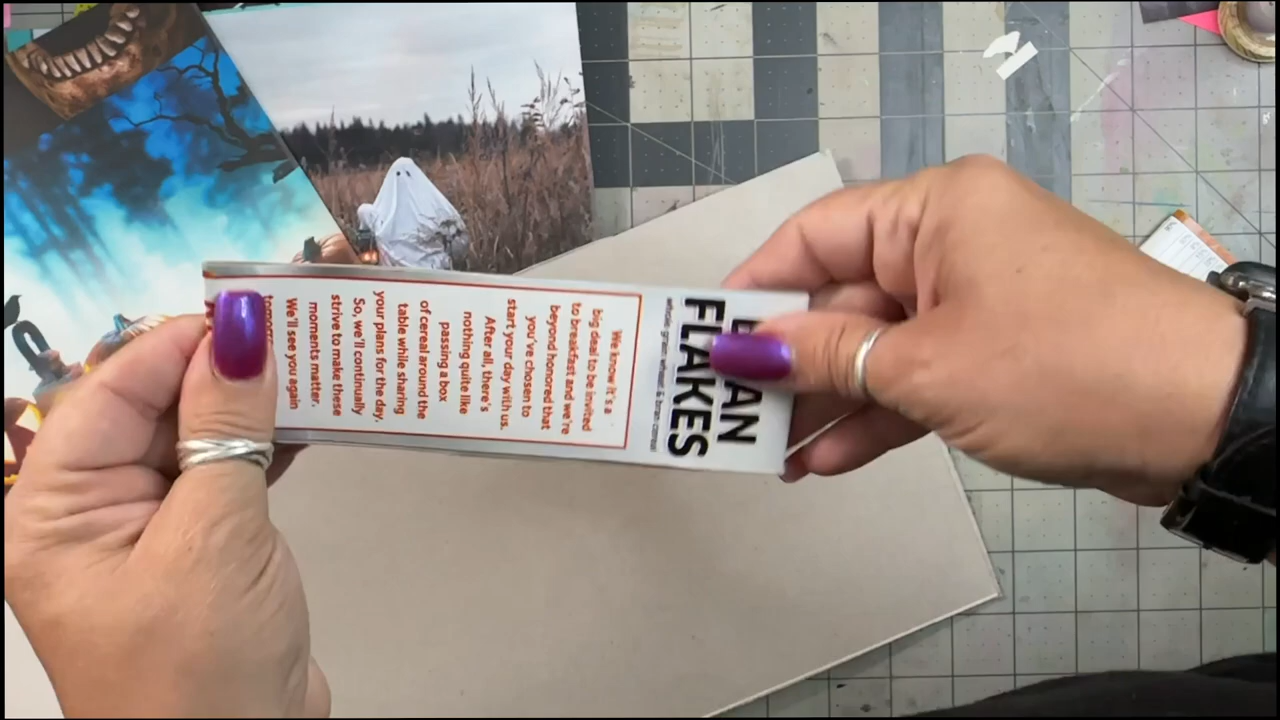 BRAN
FLAKES
whole grain wheat & bran cereal
We know it's a
big deal to be invited
to breakfast and we're
beyond honored that
you've chosen to
start your day with us.
After all, there's
nothing quite like
passing a box
of cereal around the
table while sharing
your plans for the day.
So, we'll continually
strive to make these
moments matter.
We'll see you again